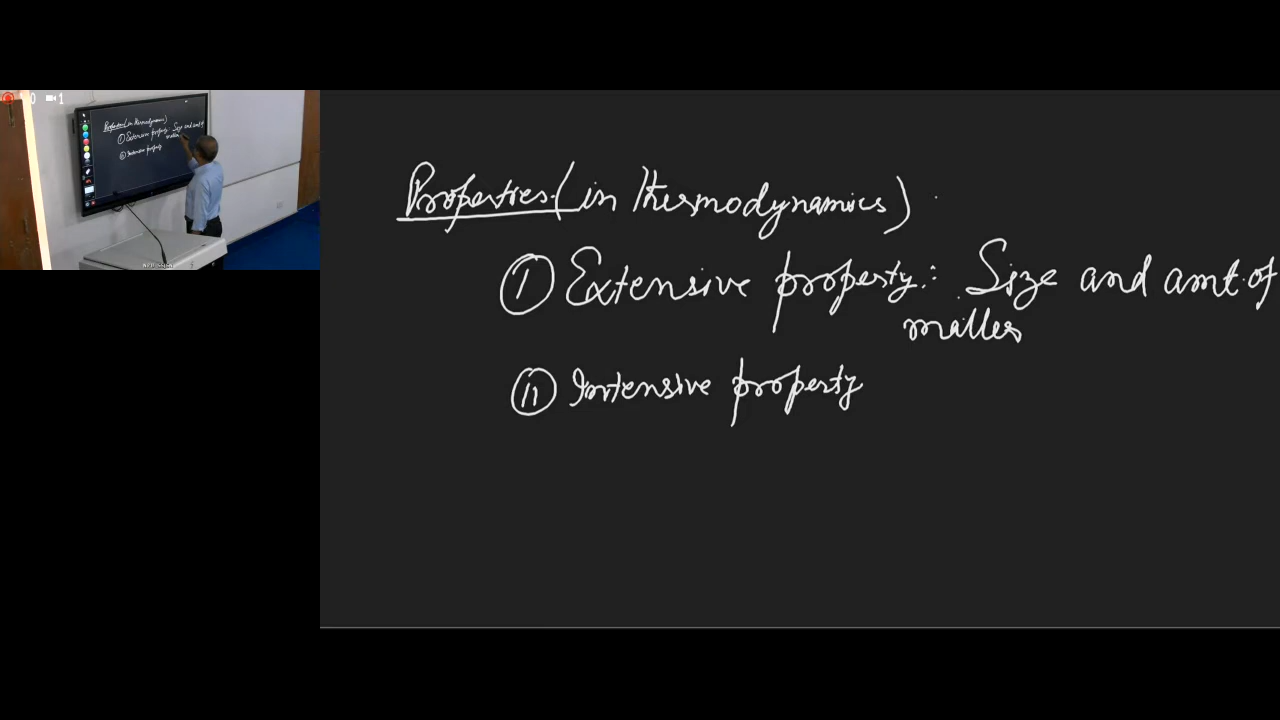 Properties (in thermodynamics)
(i) Extensive property: Size and amt. of
matter
(ii) Intensive property